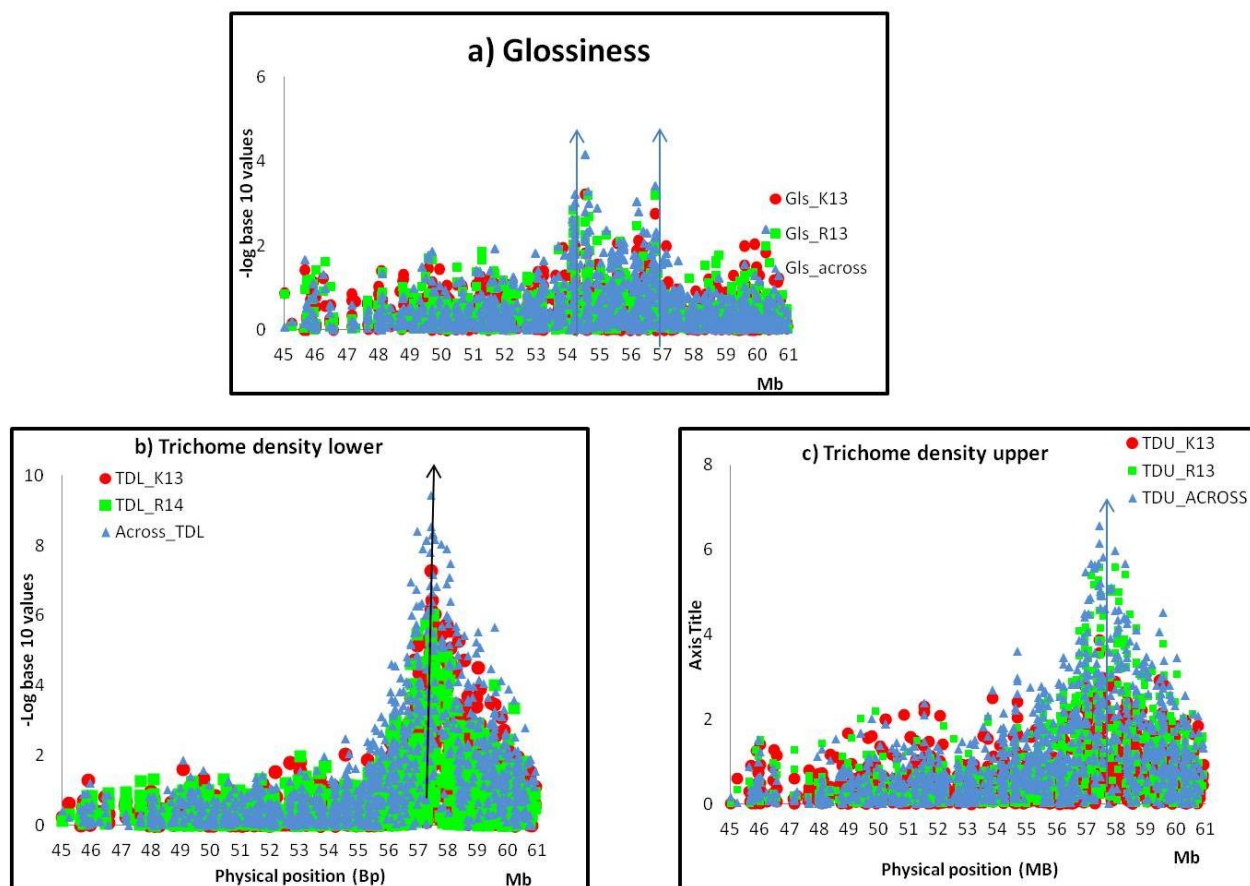 a) Glossiness
6
4
2
0
-log base 10 values
Gls_K13
Gls_R13
Gls_across
45 46 47 48 49 50 51 52 53 54 55 56 57 58 59 60 61
Mb
b) Trichome density lower
TDL_K13
TDL_R14
Across_TDL
10
8
6
4
2
0
-Log base 10 values
45 46 47 48 49 50 51 52 53 54 55 56 57 58 59 60 61
Physical position (Bp)
Mb
c) Trichome density upper
TDU_K13
TDU_R13
TDU_ACROSS
8
6
4
2
0
Axis Title
45 46 47 48 49 50 51 52 53 54 55 56 57 58 59 60 61
Physical position (MB)
Mb